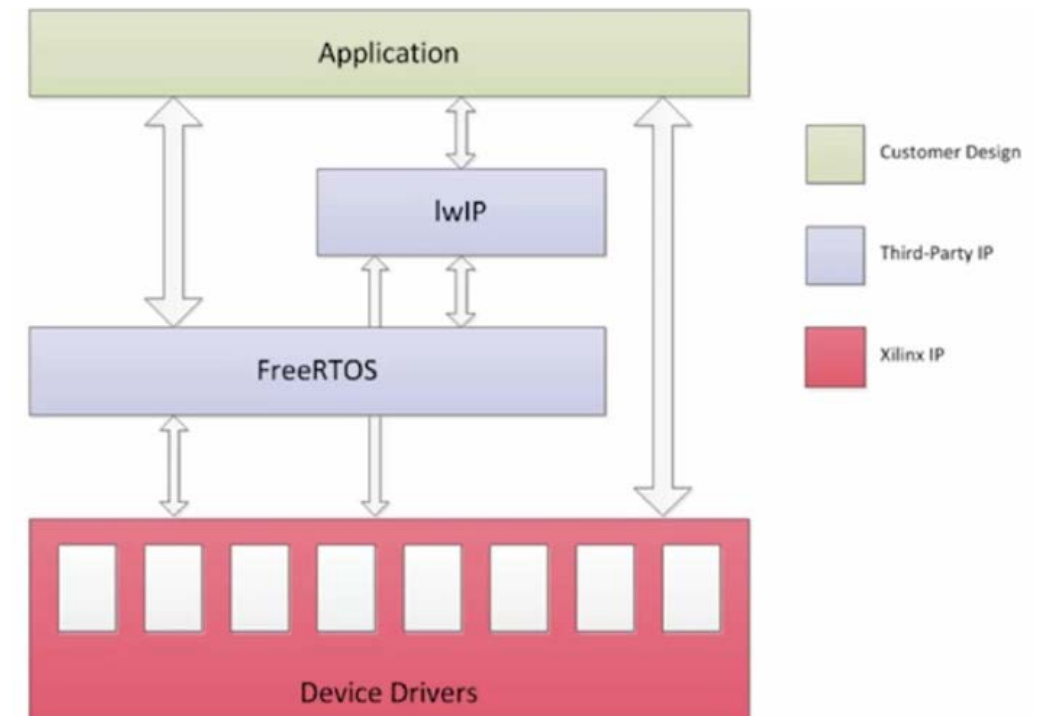 Application
Customer Design
lwIP
Third-Party IP
FreeRTOS
Xilinx IP
Device Drivers